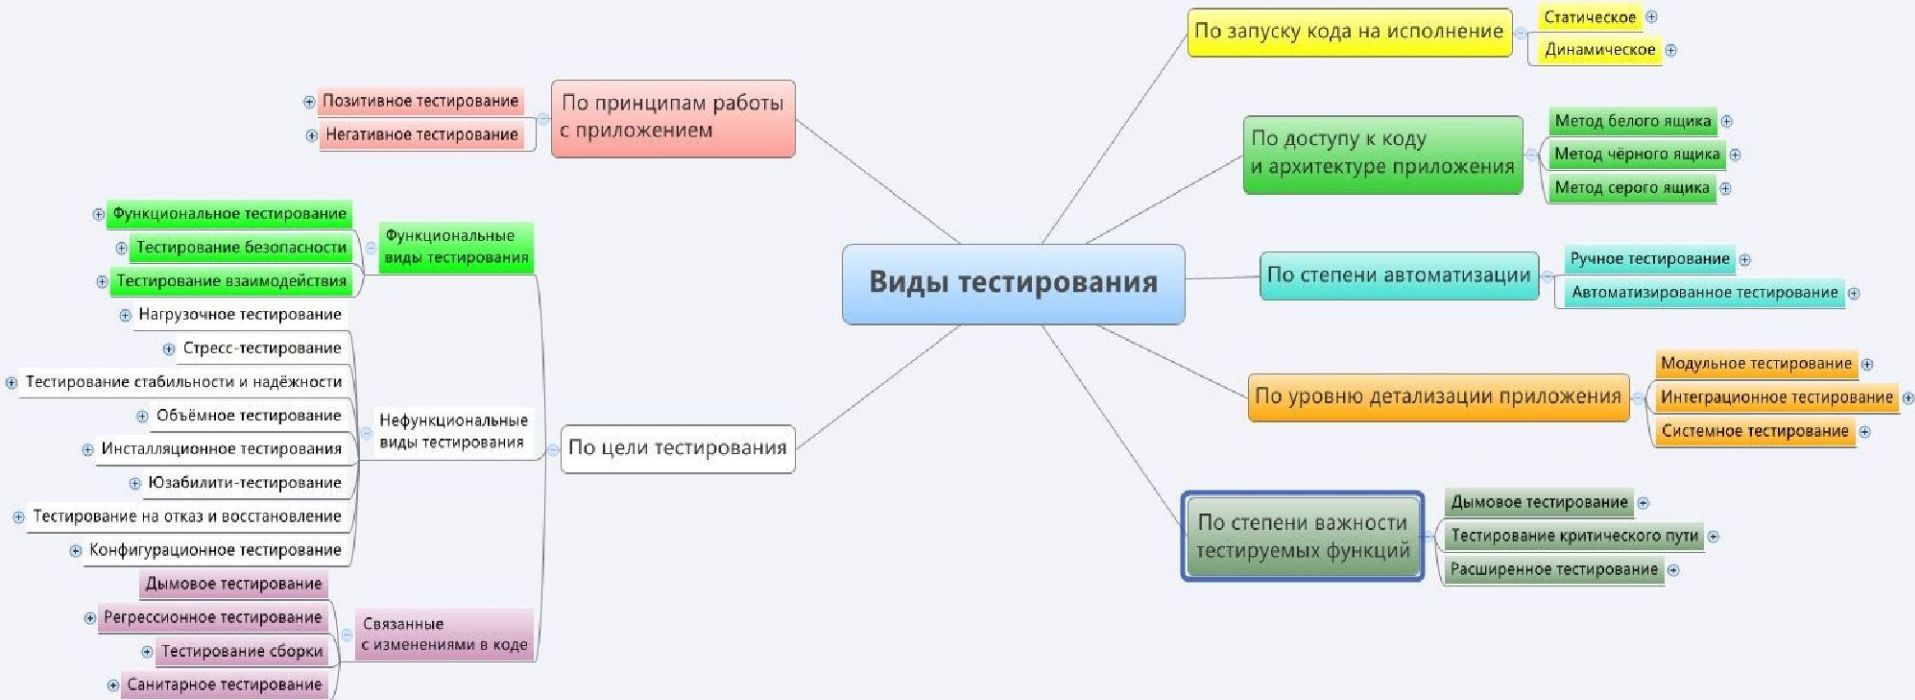 Виды тестирования
По запуску кода на исполнение
Статическое
Динамическое
По доступу к коду
и архитектуре приложения
Метод белого ящика
Метод чёрного ящика
Метод серого ящика
По степени автоматизации
Ручное тестирование
Автоматизированное тестирование
По уровню детализации приложения
Модульное тестирование
Интеграционное тестирование
Системное тестирование
По степени важности
тестируемых функций
Дымовое тестирование
Тестирование критического пути
Расширенное тестирование
По принципам работы
с приложением
Позитивное тестирование
Негативное тестирование
По цели тестирования
Функциональные
виды тестирования
Функциональное тестирование
Тестирование безопасности
Тестирование взаимодействия
Нефункциональные
виды тестирования
Нагрузочное тестирование
Стресс-тестирование
Тестирование стабильности и надёжности
Объёмное тестирование
Инсталляционное тестирования
Юзабилити-тестирование
Тестирование на отказ и восстановление
Конфигурационное тестирование
Связанные
с изменениями в коде
Дымовое тестирование
Регрессионное тестирование
Тестирование сборки
Санитарное тестирование